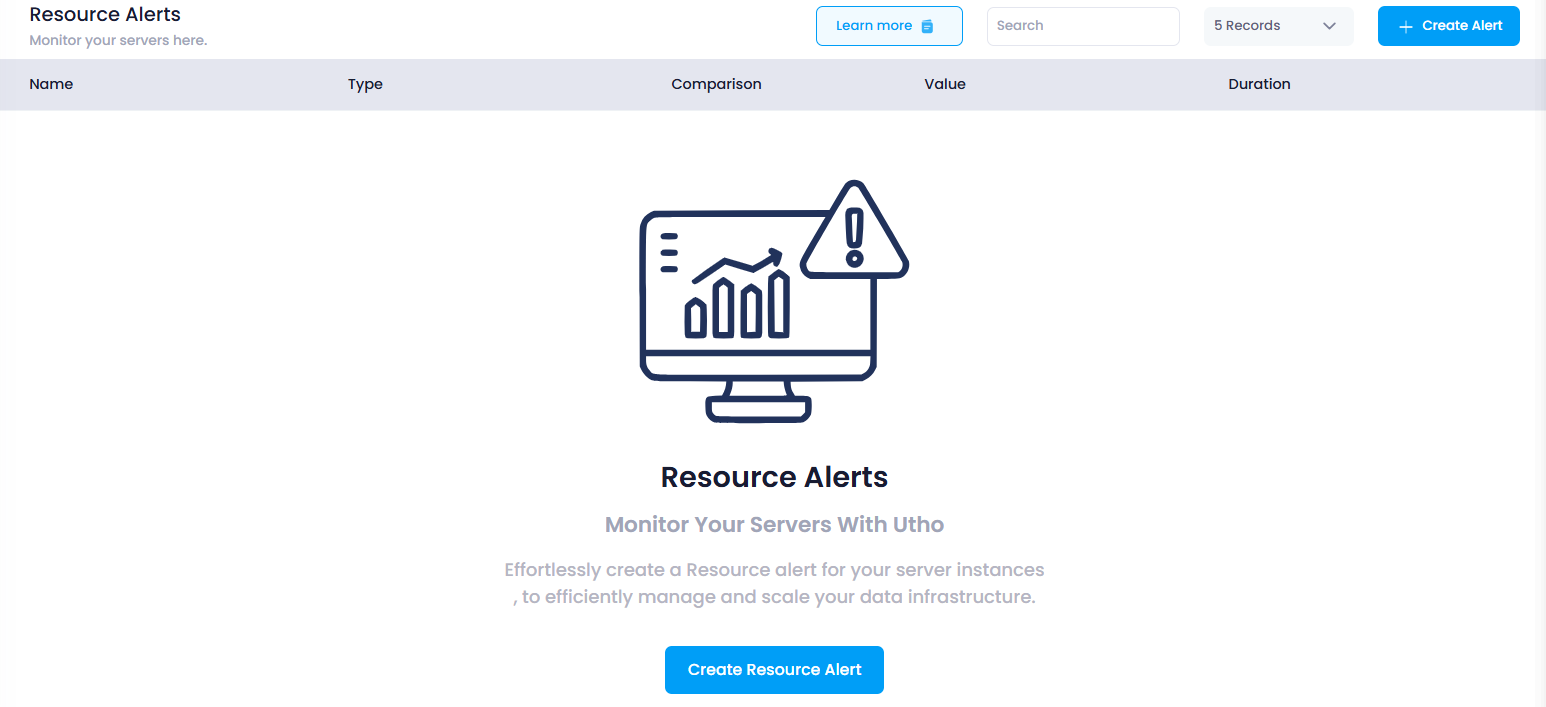 Resource Alerts
Monitor your servers here.
Learn more
Search
5 Records
Create Alert
Name Type Comparison Value Duration
Resource Alerts
Monitor Your Servers With Utho
Effortlessly create a Resource alert for your server instances
, to efficiently manage and scale your data infrastructure.
Create Resource Alert